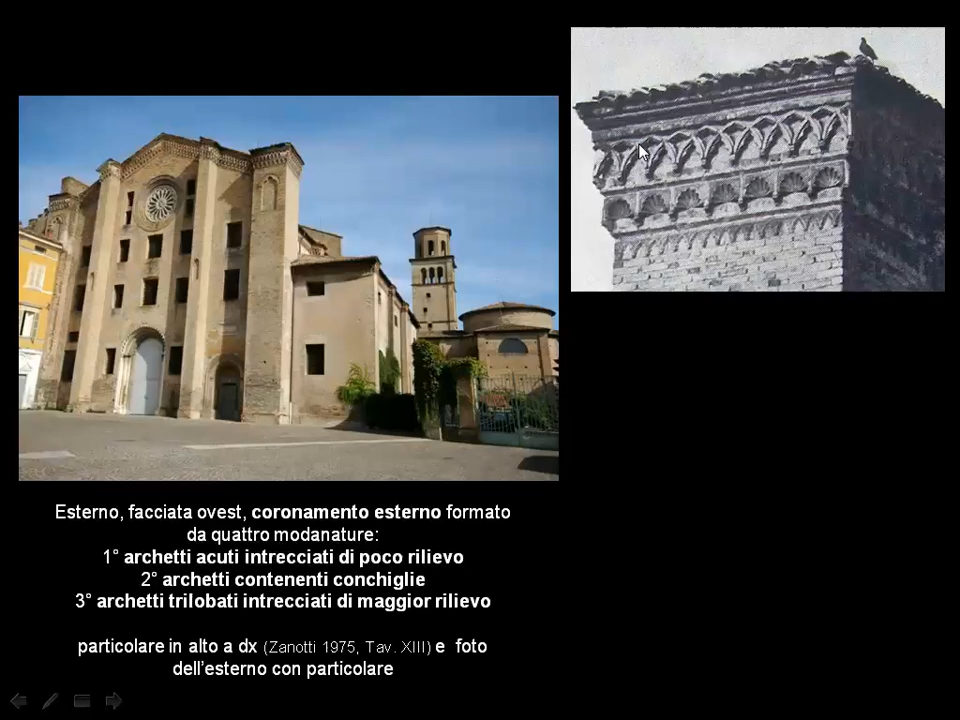 Esterno, facciata ovest, coronamento esterno formato
da quattro modanature:
1° archetti acuti intrecciati di poco rilievo
2° archetti contenenti conchiglie
3° archetti trilobati intrecciati di maggior rilievo
particolare in alto a dx (Zanotti 1975, Tav. XIII) e foto
dell'esterno con particolare